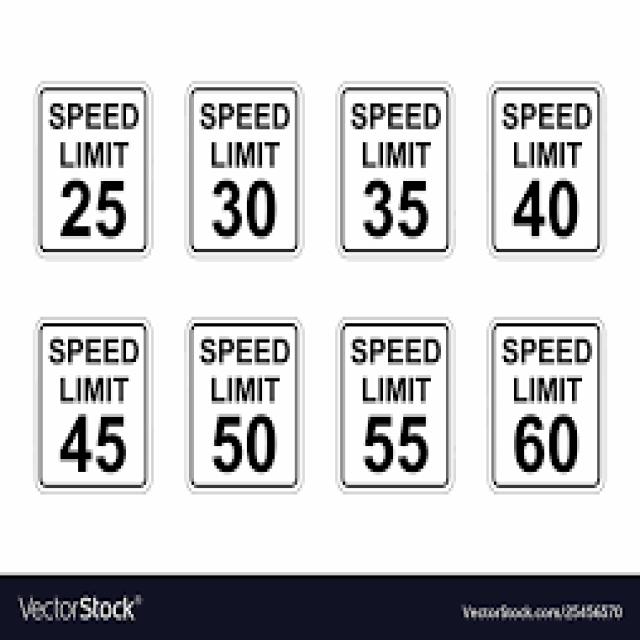 SPEED SPEED SPEED SPEED
LIMIT LIMIT LIMIT LIMIT
25 30 35 40
SPEED SPEED SPEED SPEED
LIMIT LIMIT LIMIT LIMIT
45 50 55 60
VectorStock® VectorStock.com/25456570